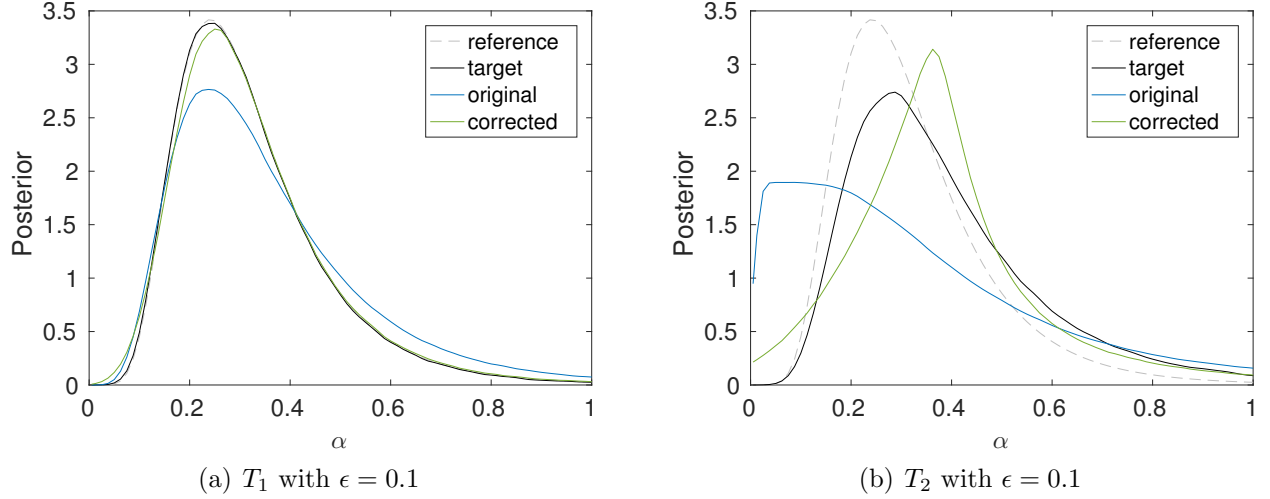 3.5
3
2.5
2
1.5
1
0.5
0
Posterior
0 0.2 0.4 0.6 0.8 1
α
reference
target
original
corrected
(a) T₁ with ϵ = 0.1
3.5
3
2.5
2
1.5
1
0.5
0
Posterior
0 0.2 0.4 0.6 0.8 1
α
reference
target
original
corrected
(b) T₂ with ϵ = 0.1